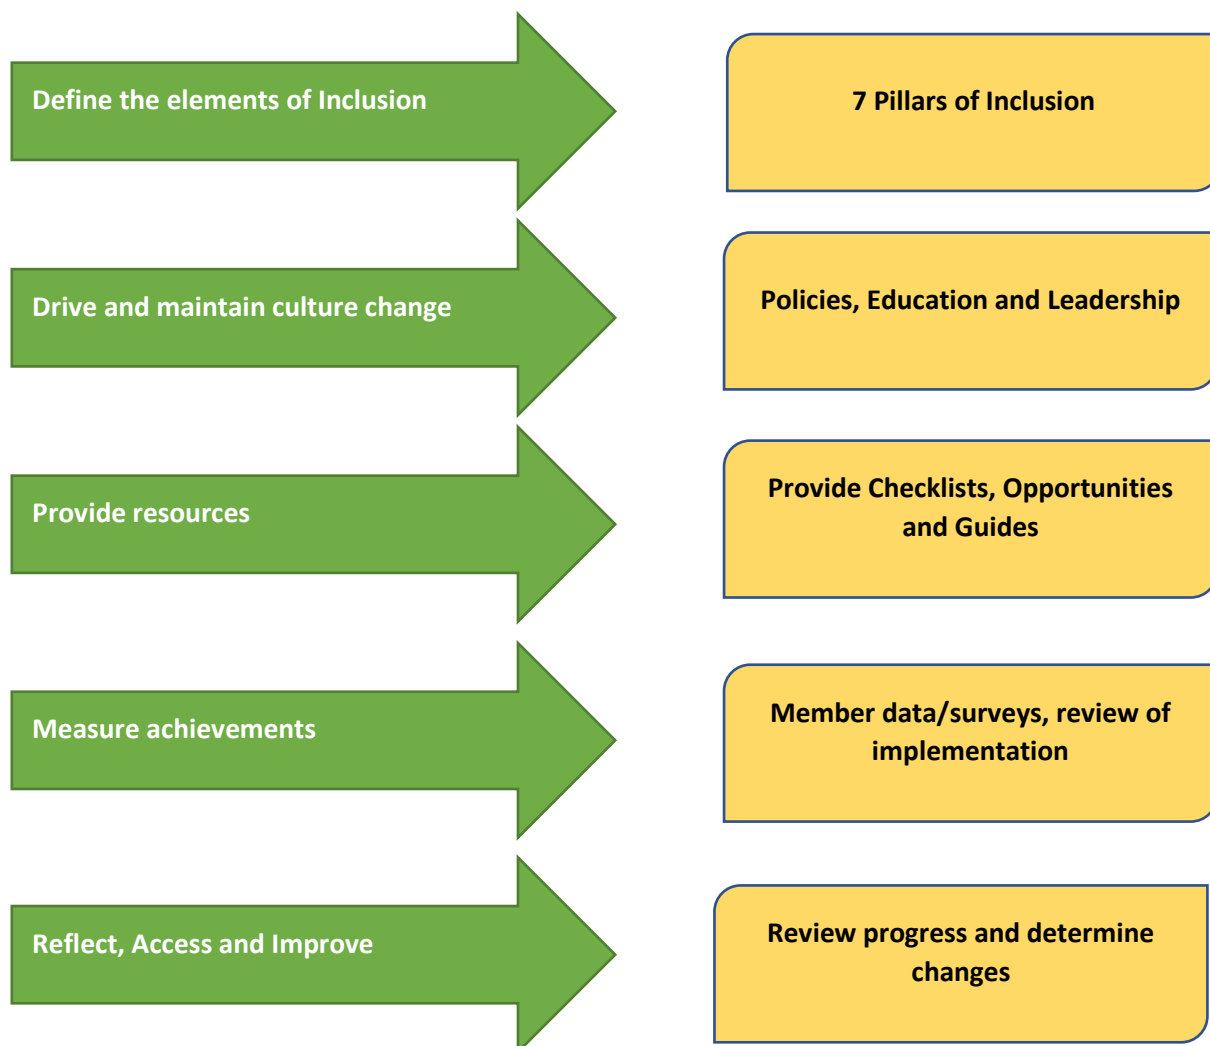 Define the elements of Inclusion
7 Pillars of Inclusion
Drive and maintain culture change
Policies, Education and Leadership
Provide resources
Provide Checklists, Opportunities
and Guides
Measure achievements
Member data/surveys, review of
implementation
Reflect, Access and Improve
Review progress and determine
changes